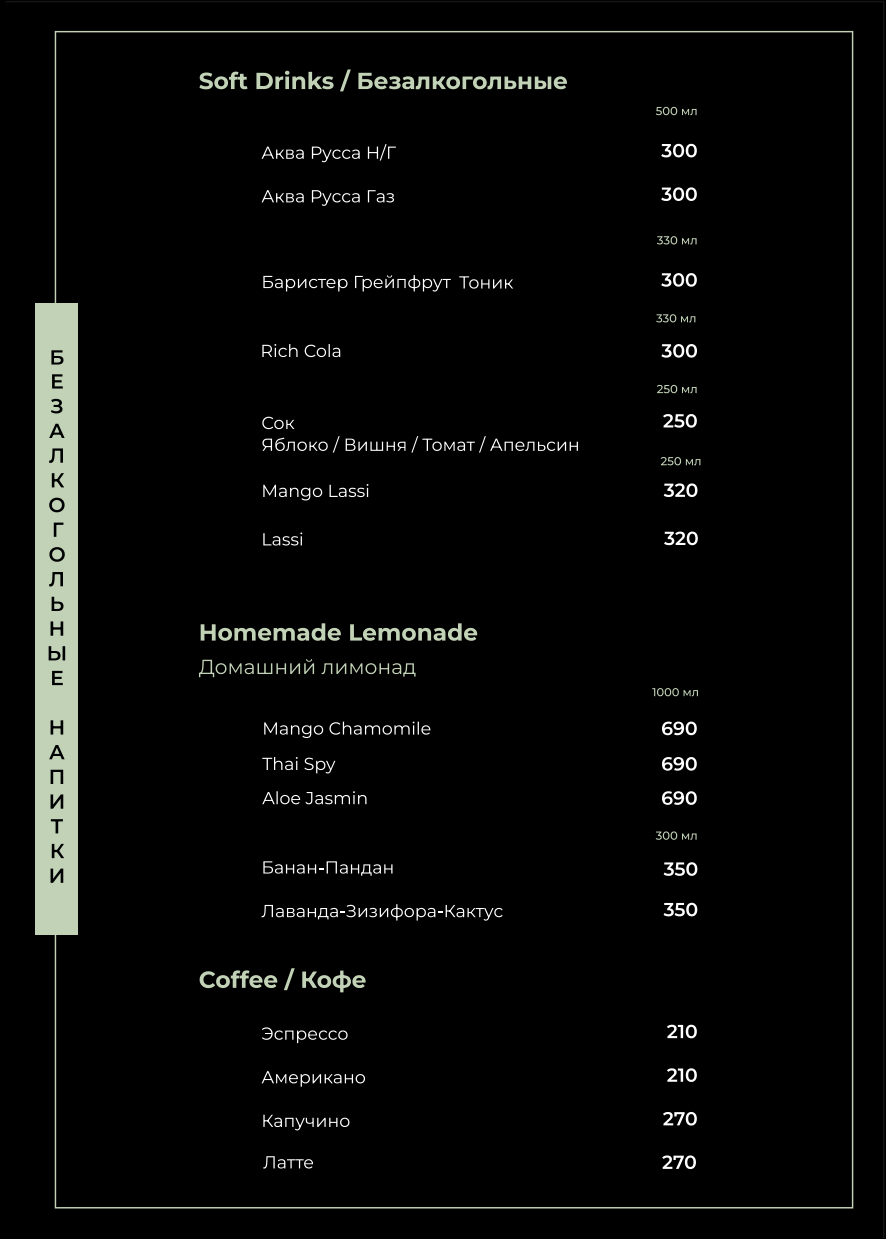 Soft Drinks / Безалкогольные
500 мл
Аква Русса Н/Г 300
Аква Русса Газ 300
330 мл
Баристер Грейпфрут Тоник 300
330 мл
Rich Cola 300
250 мл
Сок 250
Яблоко / Вишня / Томат / Апельсин
250 мл
Mango Lassi 320
Lassi 320
БЕЗАЛКОГОЛЬНЫЕ НАПИТКИ
Homemade Lemonade
Домашний лимонад
1000 мл
Mango Chamomile 690
Thai Spy 690
Aloe Jasmin 690
300 мл
Банан-Пандан 350
Лаванда-Зизифора-Кактус 350
Coffee / Кофе
Эспрессо 210
Американо 210
Капучино 270
Латте 270